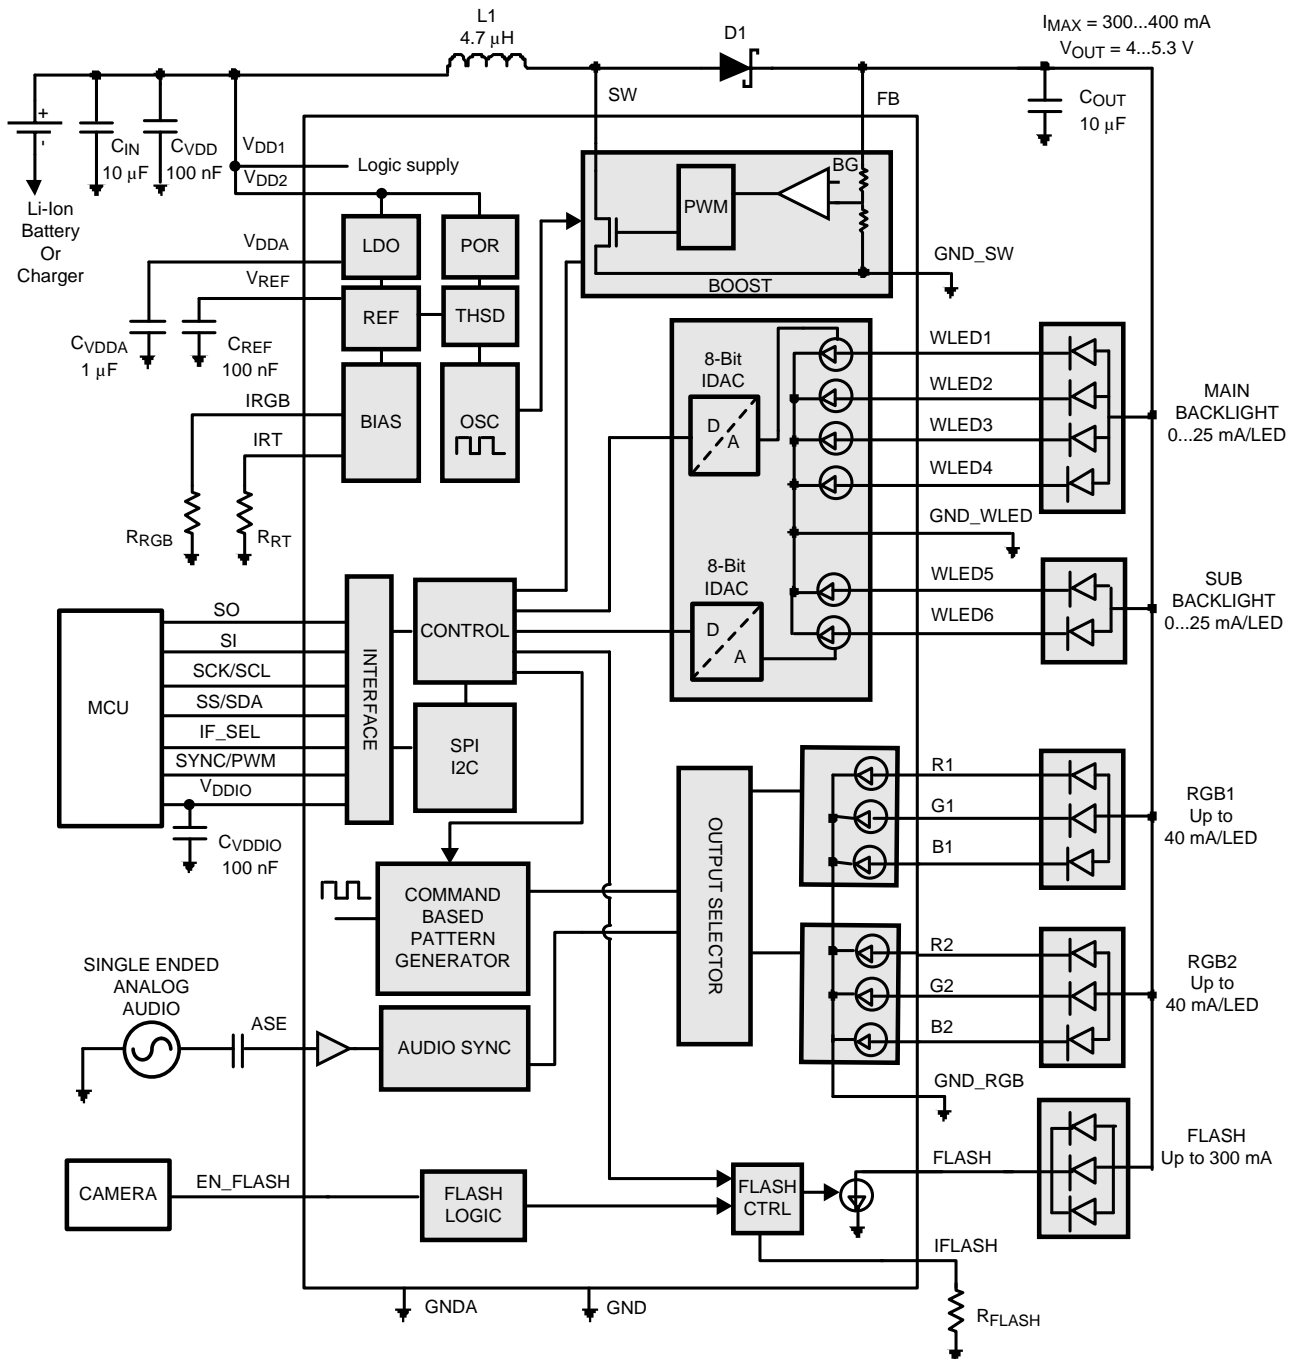 L1
4.7 μH
D1
IMAX = 300...400 mA
VOUT = 4...5.3 V
SW
FB
COUT
10 μF
+
-
CIN
10 μF
CVDD
100 nF
VDD1
Logic supply
VDD2
Li-Ion
Battery
Or
Charger
BG
PWM
BOOST
GND_SW
LDO
POR
VDDA
VREF
REF
THSD
CVDDA
1 μF
CREF
100 nF
IRGB
BIAS
OSC
IRT
RRGB
RRT
8-Bit
IDAC
D
A
WLED1
WLED2
WLED3
WLED4
MAIN
BACKLIGHT
0...25 mA/LED
GND_WLED
8-Bit
IDAC
D
A
WLED5
WLED6
SUB
BACKLIGHT
0...25 mA/LED
MCU
SO
SI
SCK/SCL
SS/SDA
IF_SEL
SYNC/PWM
VDDIO
CVDDIO
100 nF
INTERFACE
CONTROL
SPI
I2C
OUTPUT SELECTOR
R1
G1
B1
RGB1
Up to
40 mA/LED
COMMAND
BASED
PATTERN
GENERATOR
R2
G2
B2
RGB2
Up to
40 mA/LED
SINGLE ENDED
ANALOG
AUDIO
ASE
AUDIO SYNC
GND_RGB
FLASH
FLASH
Up to 300 mA
CAMERA
EN_FLASH
FLASH
LOGIC
FLASH
CTRL
IFLASH
RFLASH
GNDA
GND